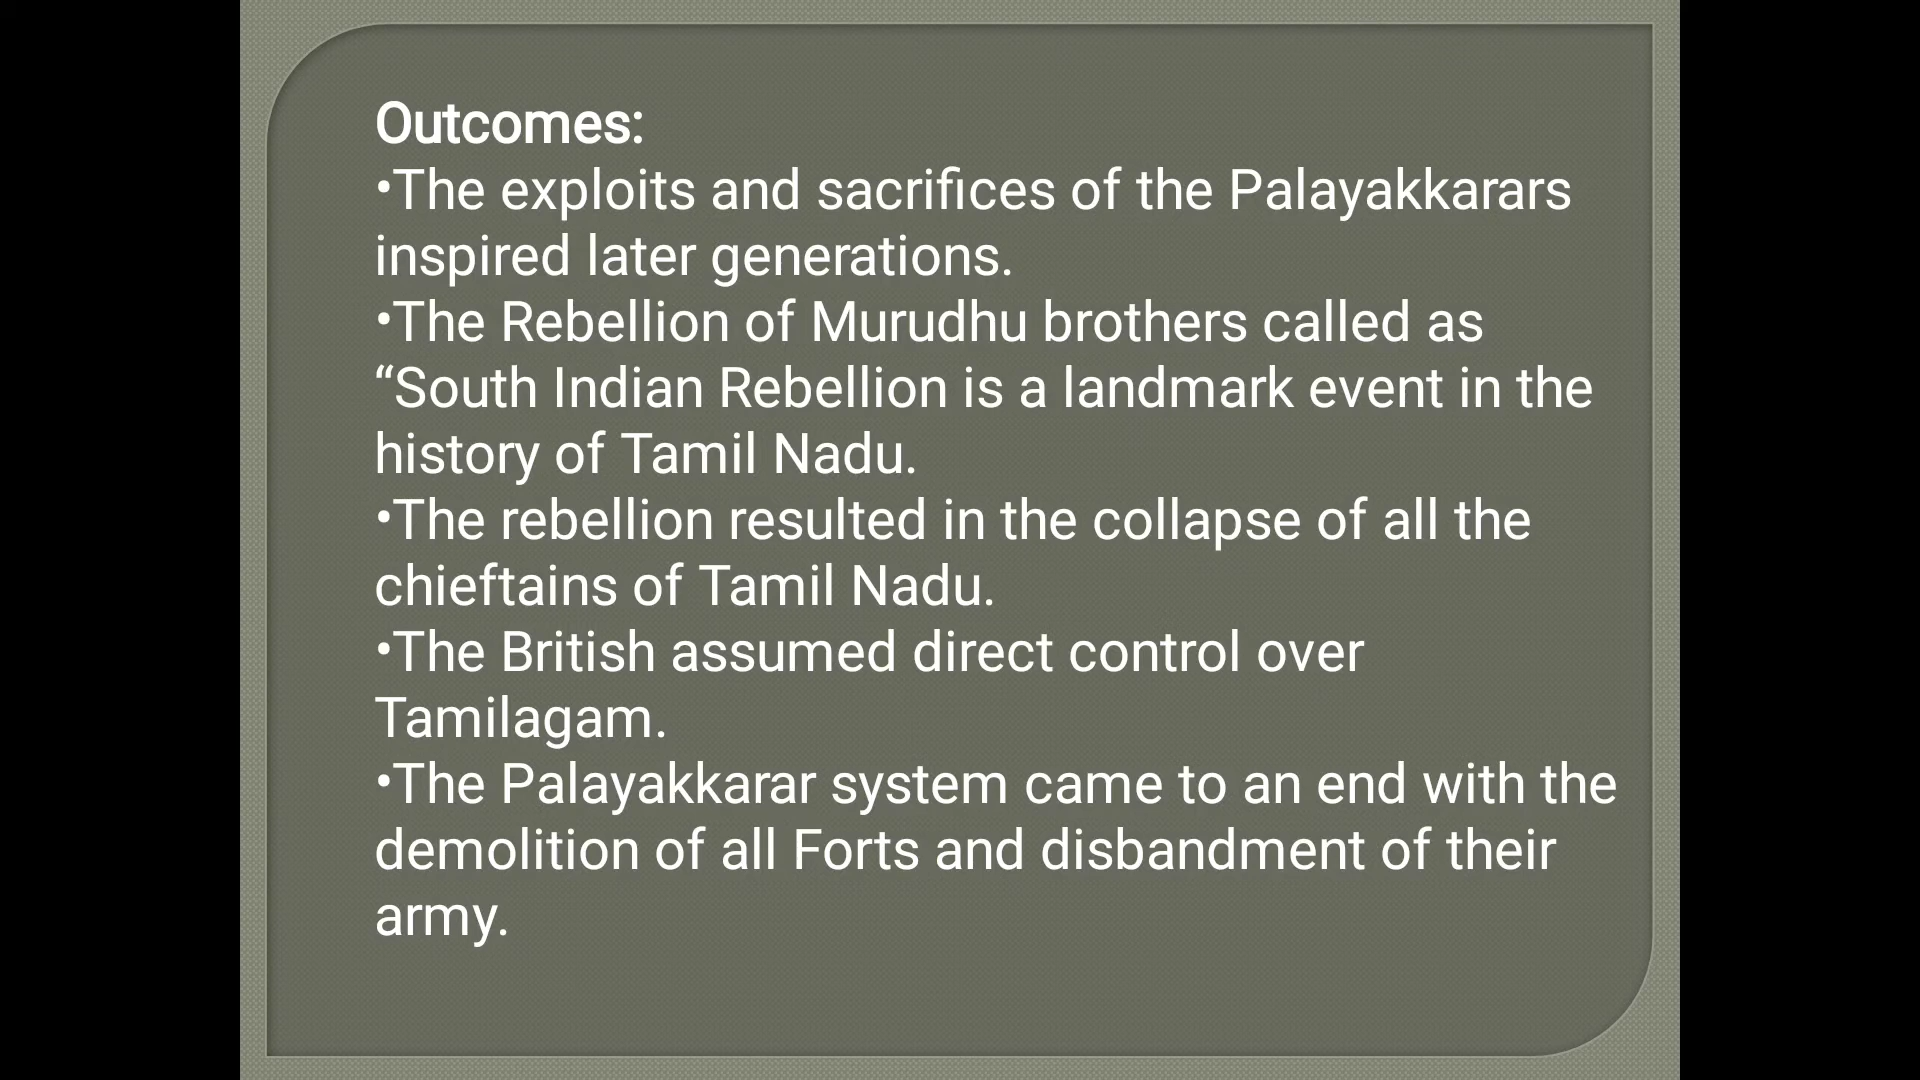 Outcomes:
•The exploits and sacrifices of the Palayakkarars
inspired later generations.
•The Rebellion of Murudhu brothers called as
“South Indian Rebellion is a landmark event in the
history of Tamil Nadu.
•The rebellion resulted in the collapse of all the
chieftains of Tamil Nadu.
•The British assumed direct control over
Tamilagam.
•The Palayakkarar system came to an end with the
demolition of all Forts and disbandment of their
army.